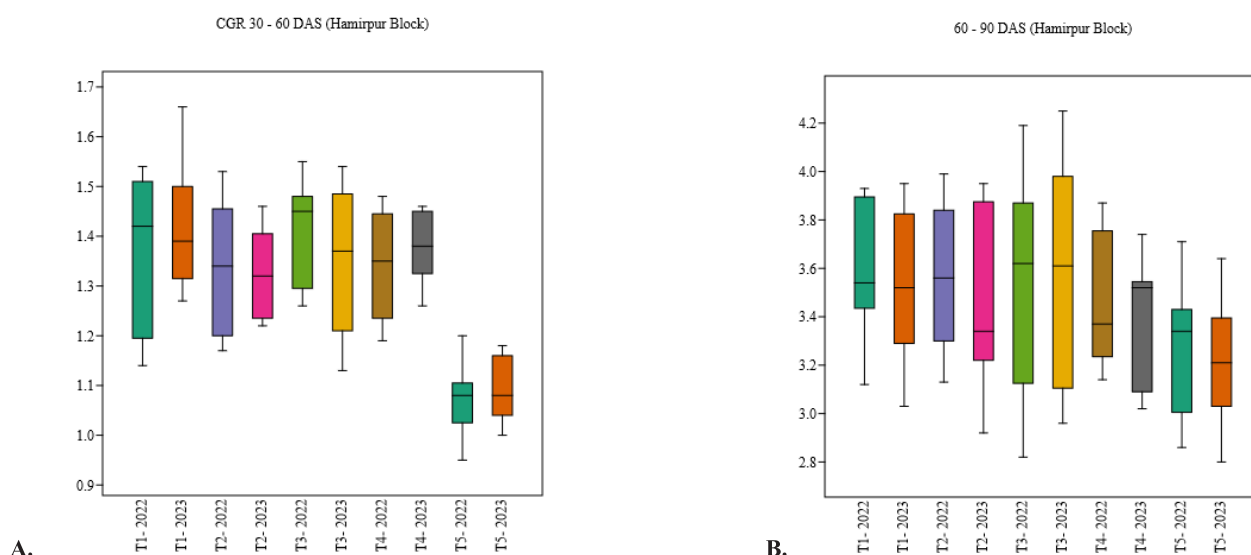 CGR 30 - 60 DAS (Hamirpur Block)
1.7
1.6
1.5
1.4
1.3
1.2
1.1
1.0
0.9
T1- 2022
T1- 2023
T2- 2022
T2- 2023
T3- 2022
T3- 2023
T4- 2022
T4- 2023
T5- 2022
T5- 2023
A.
60 - 90 DAS (Hamirpur Block)
4.2
4.0
3.8
3.6
3.4
3.2
3.0
2.8
T1- 2022
T1- 2023
T2- 2022
T2- 2023
T3- 2022
T3- 2023
T4- 2022
T4- 2023
T5- 2022
T5- 2023
B.